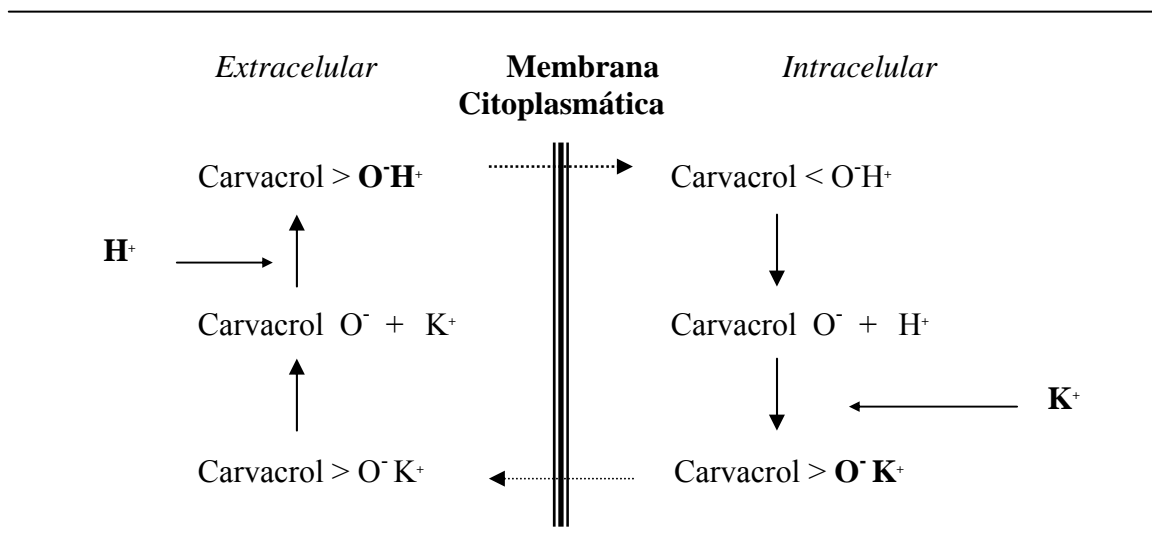 Extracelular Membrana Intracelular
Citoplasmática
Carvacrol > O⁻H⁺ Carvacrol < O⁻H⁺
H⁺
Carvacrol O⁻ + K⁺ Carvacrol O⁻ + H⁺
K⁺
Carvacrol > O⁻ K⁺ Carvacrol > O⁻ K⁺